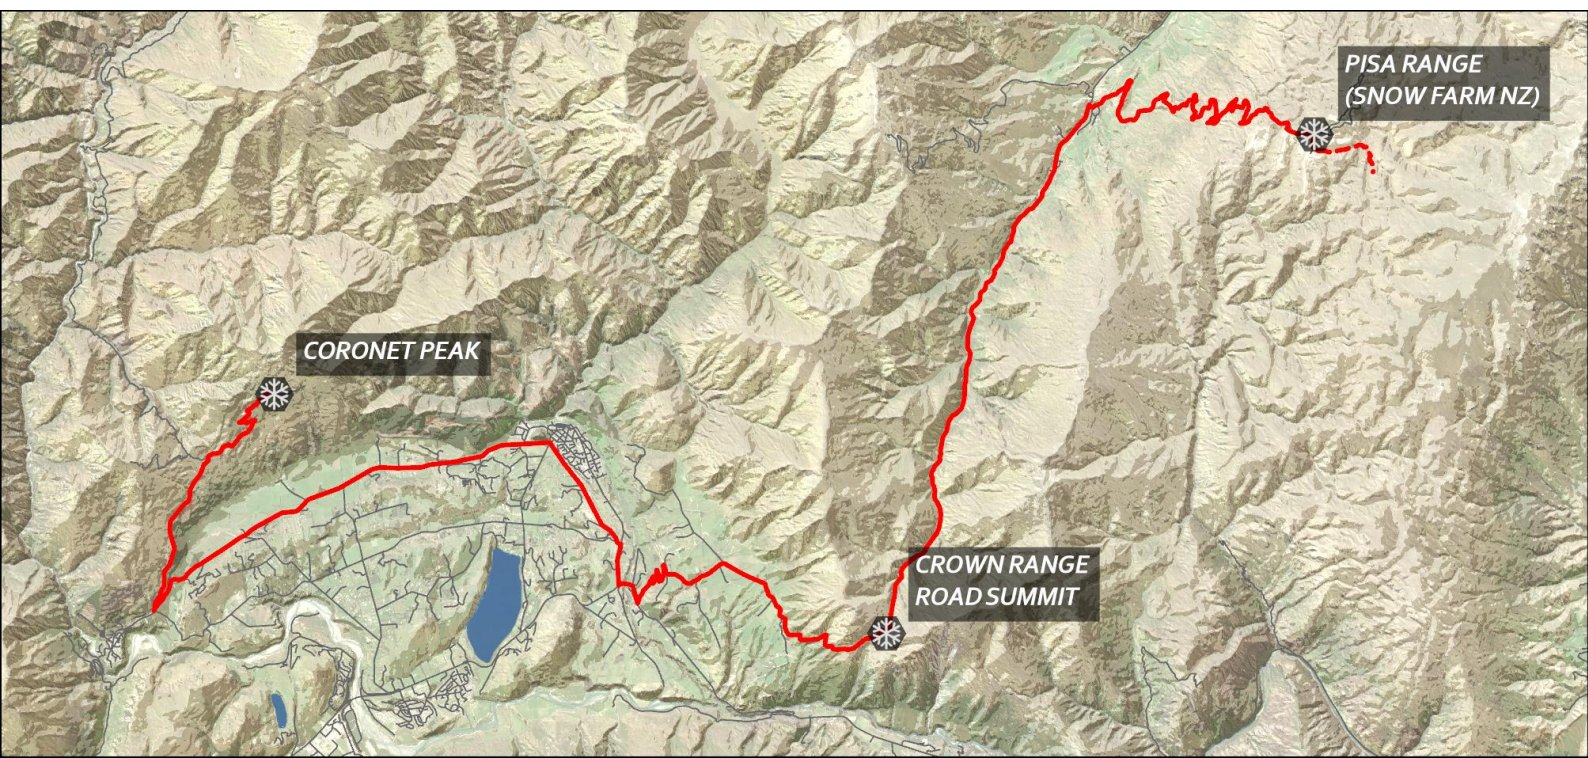 PISA RANGE
(SNOW FARM NZ)
CORONET PEAK
CROWN RANGE
ROAD SUMMIT